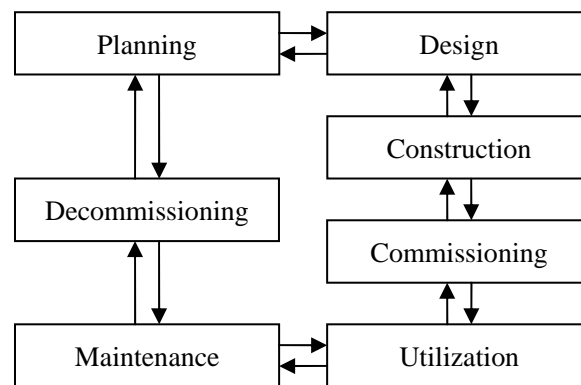 Planning
Design
Construction
Decommissioning
Commissioning
Maintenance
Utilization